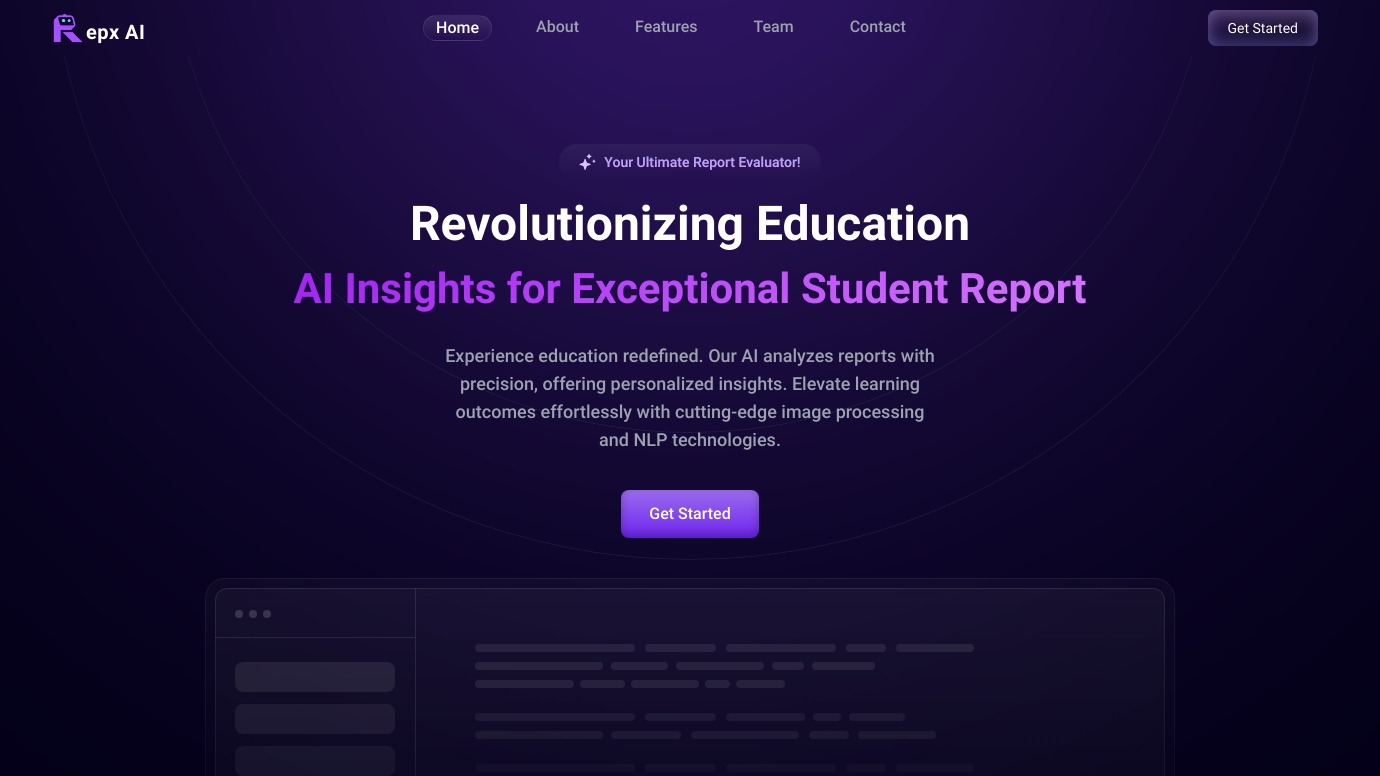 Repx AI
Home
About
Features
Team
Contact
Get Started
Your Ultimate Report Evaluator!
Revolutionizing Education
AI Insights for Exceptional Student Report
Experience education redefined. Our AI analyzes reports with
precision, offering personalized insights. Elevate learning
outcomes effortlessly with cutting-edge image processing
and NLP technologies.
Get Started